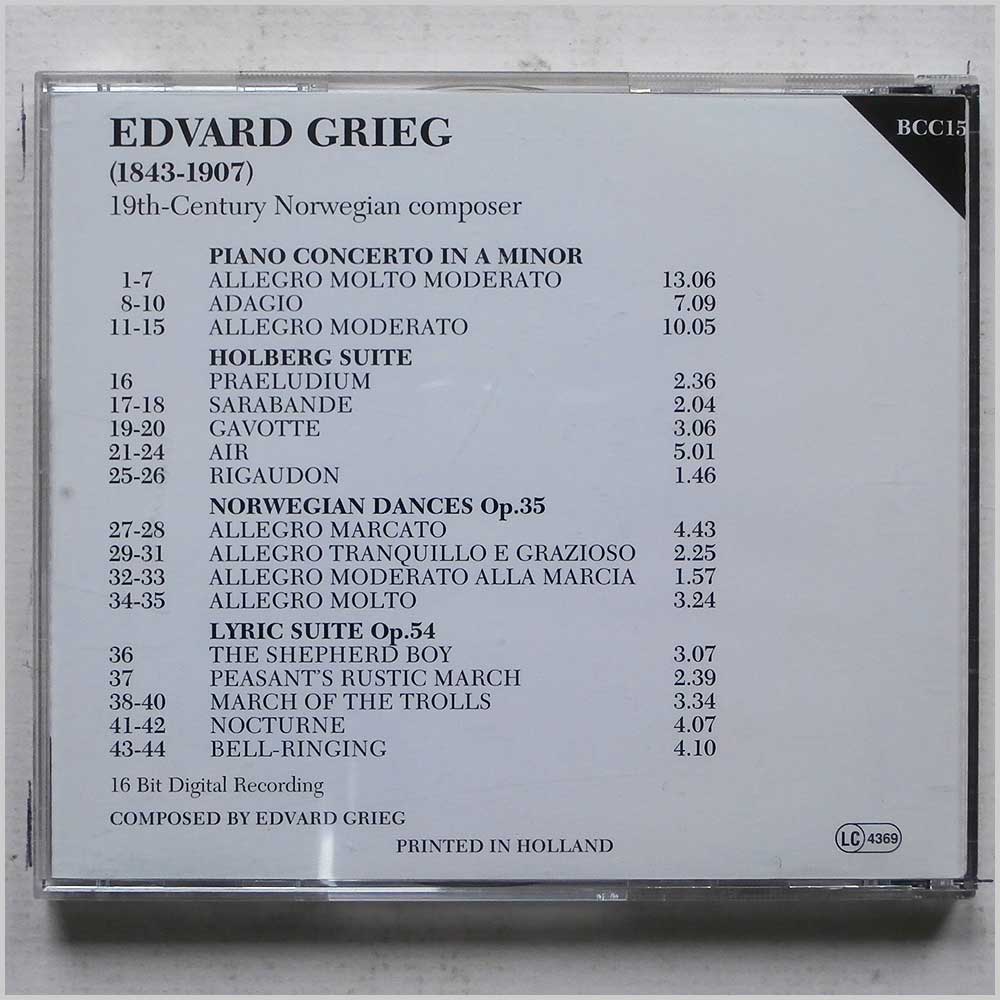 EDVARD GRIEG
BCC15
(1843-1907)
19th-Century Norwegian composer
PIANO CONCERTO IN A MINOR
1-7 ALLEGRO MOLTO MODERATO 13.06
8-10 ADAGIO 7.09
11-15 ALLEGRO MODERATO 10.05
HOLBERG SUITE
16 PRAELUDIUM 2.36
17-18 SARABANDE 2.04
19-20 GAVOTTE 3.06
21-24 AIR 5.01
25-26 RIGAUDON 1.46
NORWEGIAN DANCES Op.35
27-28 ALLEGRO MARCATO 4.43
29-31 ALLEGRO TRANQUILLO E GRAZIOSO 2.25
32-33 ALLEGRO MODERATO ALLA MARCIA 1.57
34-35 ALLEGRO MOLTO 3.24
LYRIC SUITE Op.54
36 THE SHEPHERD BOY 3.07
37 PEASANT'S RUSTIC MARCH 2.39
38-40 MARCH OF THE TROLLS 3.34
41-42 NOCTURNE 4.07
43-44 BELL-RINGING 4.10
16 Bit Digital Recording
COMPOSED BY EDVARD GRIEG
PRINTED IN HOLLAND
LC 4369